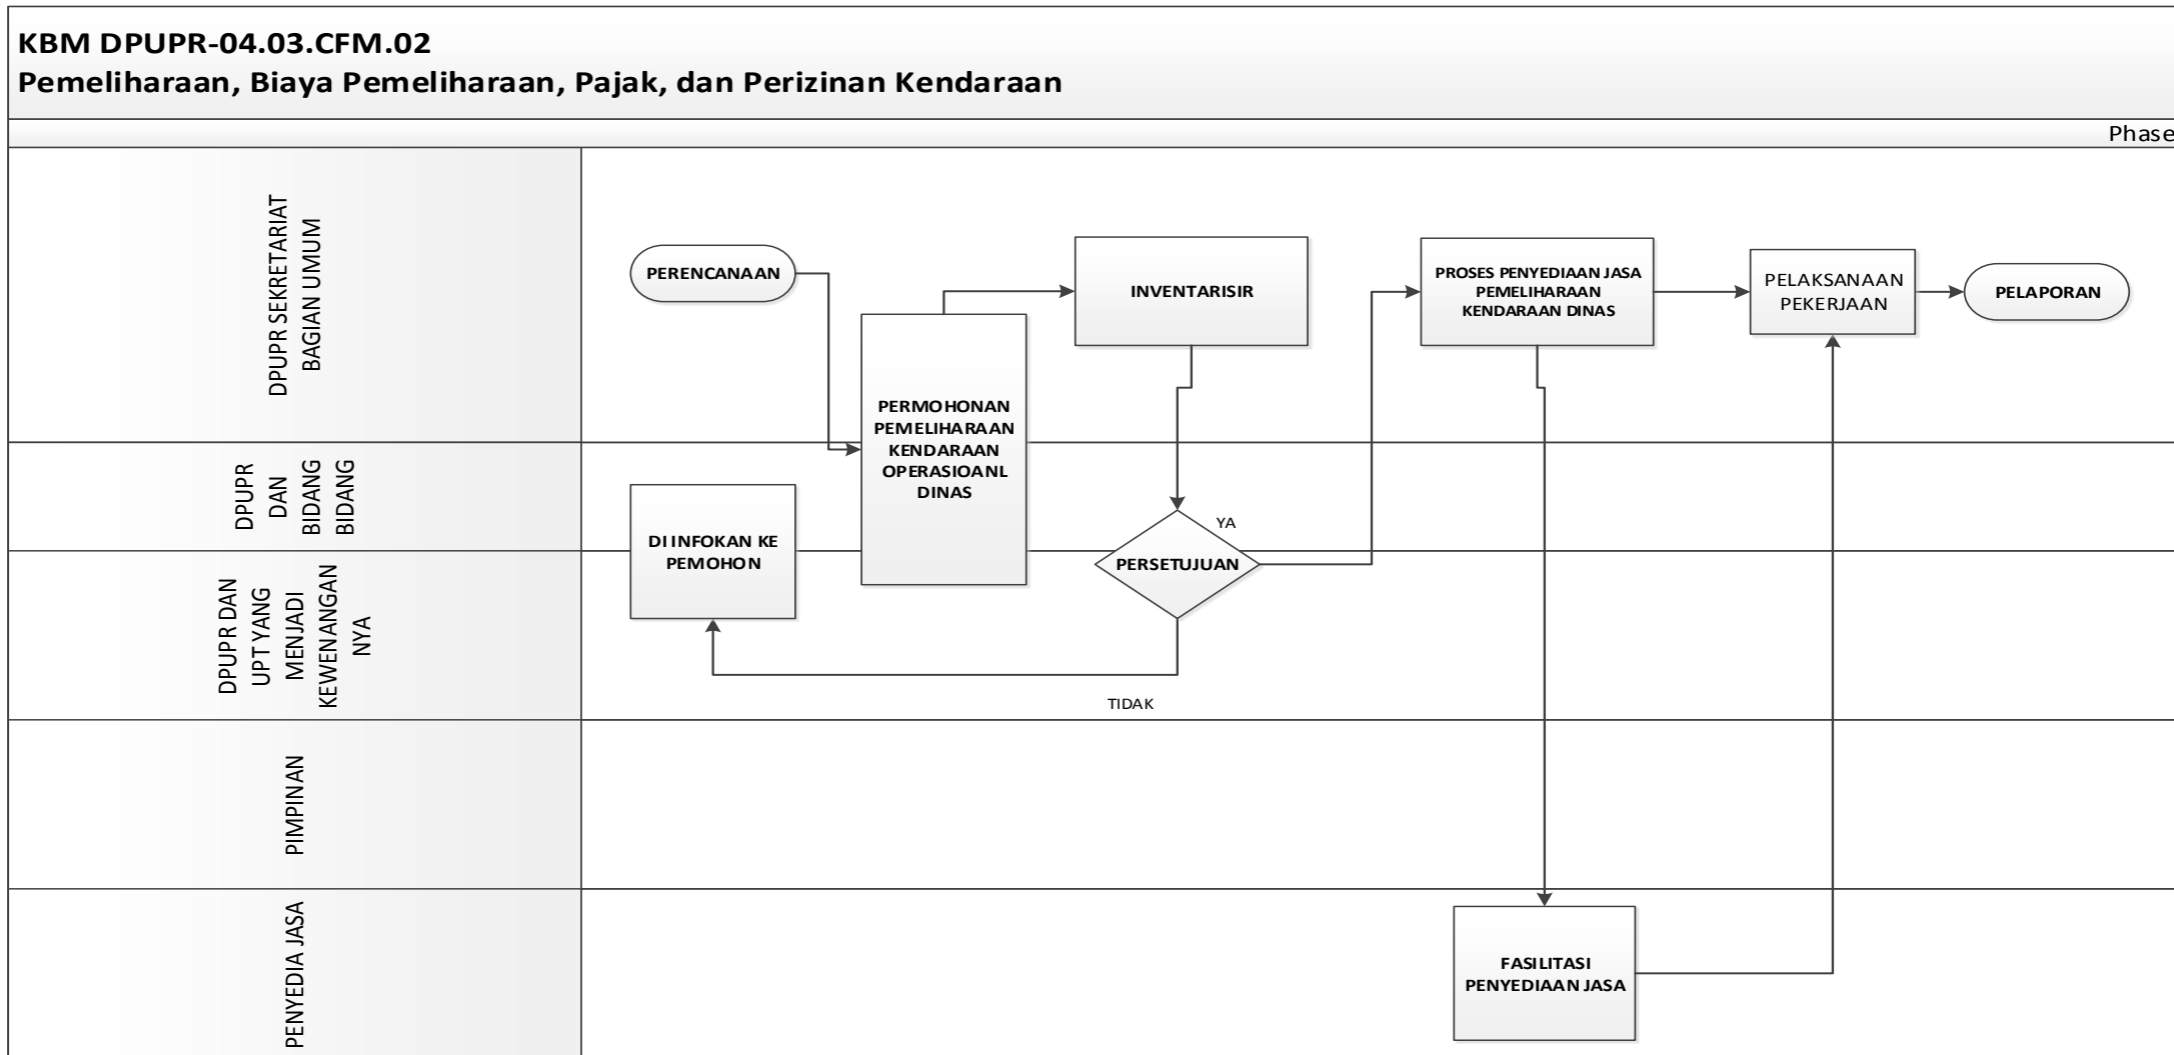 KBM DPUPR-04.03.CFM.02
Pemeliharaan, Biaya Pemeliharaan, Pajak, dan Perizinan Kendaraan
Phase
DPUPR SEKRETARIAT
BAGIAN UMUM
PERENCANAAN
PERMOHONAN
PEMELIHARAAN
KENDARAAN
OPERASIOANL
DINAS
INVENTARISIR
PROSES PENYEDIAAN JASA
PEMELIHARAAN
KENDARAAN DINAS
PELAKSANAAN
PEKERJAAN
PELAPORAN
DPUPR
DAN
BIDANG
BIDANG
DI INFOKAN KE
PEMOHON
YA
PERSETUJUAN
DPUPR DAN
UPT YANG
MENJADI
KEWENANGAN
NYA
TIDAK
PIMPINAN
PENYEDIA JASA
FASILITASI
PENYEDIAAN JASA